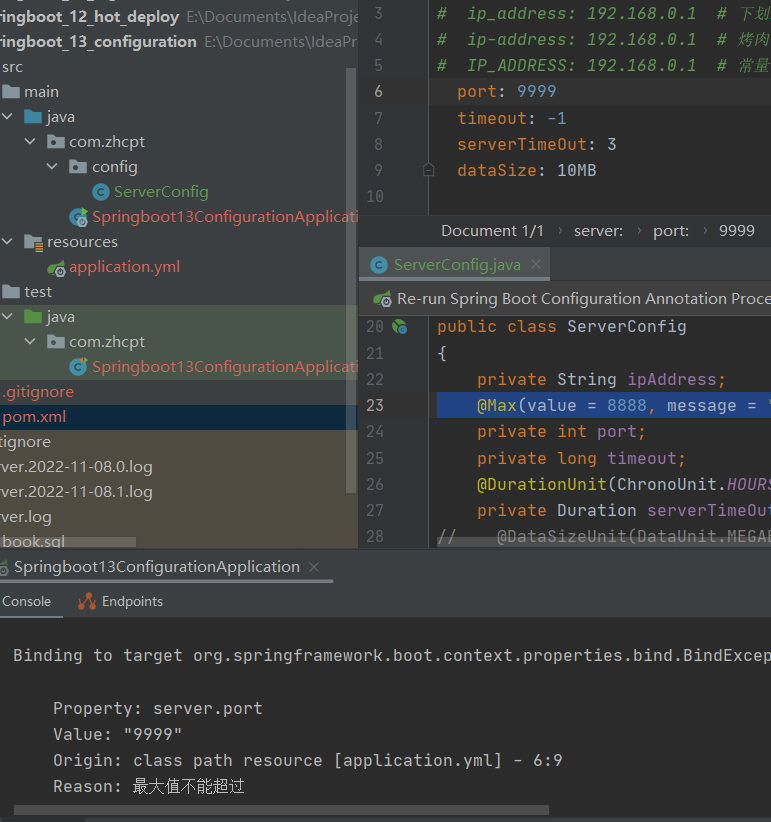 ringboot_12_hot_deploy E:\Documents\IdeaProje
ringboot_13_configuration E:\Documents\IdeaPr
src
main
java
com.zhcpt
config
ServerConfig
Springboot13ConfigurationApplicati
resources
application.yml
test
java
com.zhcpt
Springboot13ConfigurationApplicati
.gitignore
pom.xml
tignore
rver.2022-11-08.0.log
rver.2022-11-08.1.log
rver.log
book.sql
3 # ip_address: 192.168.0.1 # 下划
4 # ip-address: 192.168.0.1 # 烤肉
5 # IP_ADDRESS: 192.168.0.1 # 常量
6 port: 9999
7 timeout: -1
8 serverTimeOut: 3
9 dataSize: 10MB
10
Document 1/1 › server: › port: › 9999
ServerConfig.java
Re-run Spring Boot Configuration Annotation Proce
20 public class ServerConfig
21 {
22 private String ipAddress;
23 @Max(value = 8888, message = "
24 private int port;
25 private long timeout;
26 @DurationUnit(ChronoUnit.HOURS
27 private Duration serverTimeOut
28 // @DataSizeUnit(DataUnit.MEGAB
Springboot13ConfigurationApplication
Console Endpoints
Binding to target org.springframework.boot.context.properties.bind.BindExcep
Property: server.port
Value: "9999"
Origin: class path resource [application.yml] - 6:9
Reason: 最大值不能超过